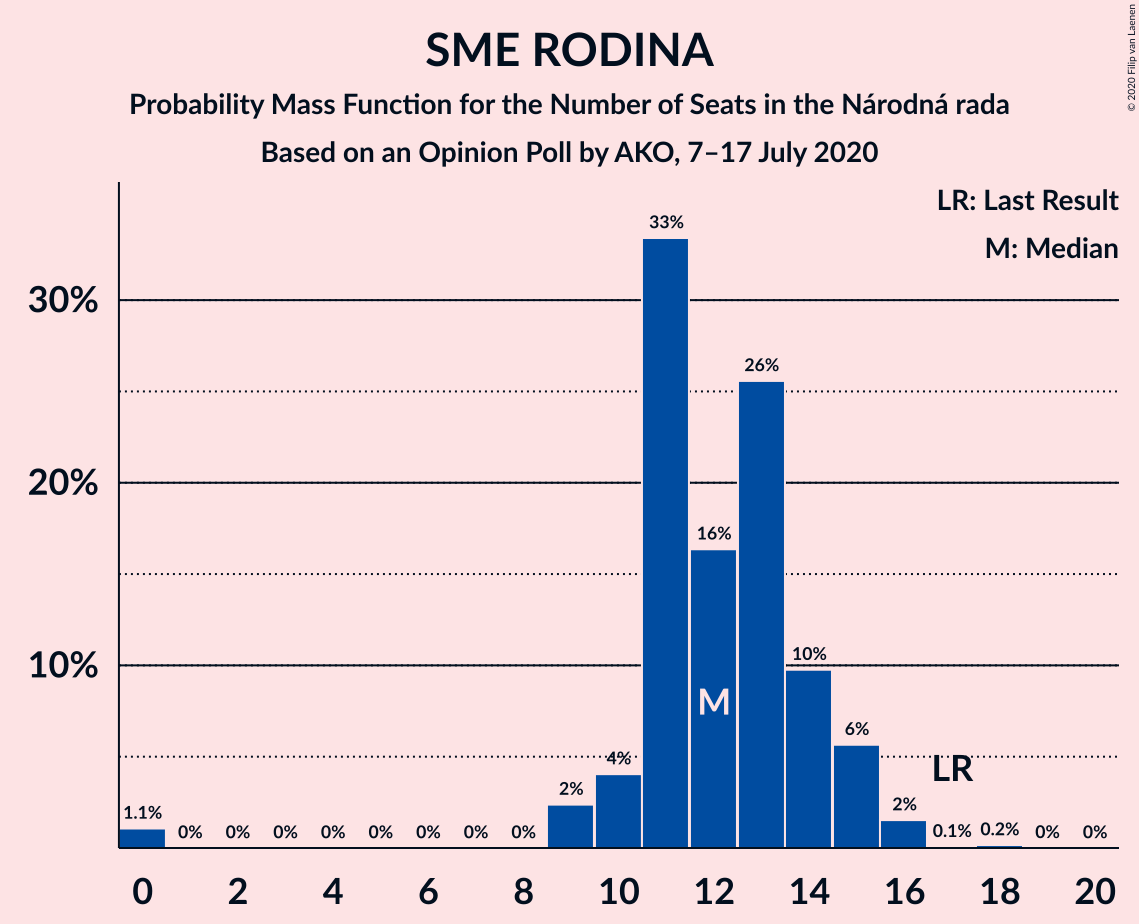 SME RODINA
Probability Mass Function for the Number of Seats in the Národná rada
Based on an Opinion Poll by AKO, 7–17 July 2020
© 2020 Filip van Laenen
LR: Last Result
M: Median
33%
30%
26%
20%
16%
10%
10%
M
6%
LR
4%
2%
2%
1.1% 0% 0% 0% 0% 0% 0% 0% 0% 0.1% 0.2% 0% 0%
0 2 4 6 8 10 12 14 16 18 20